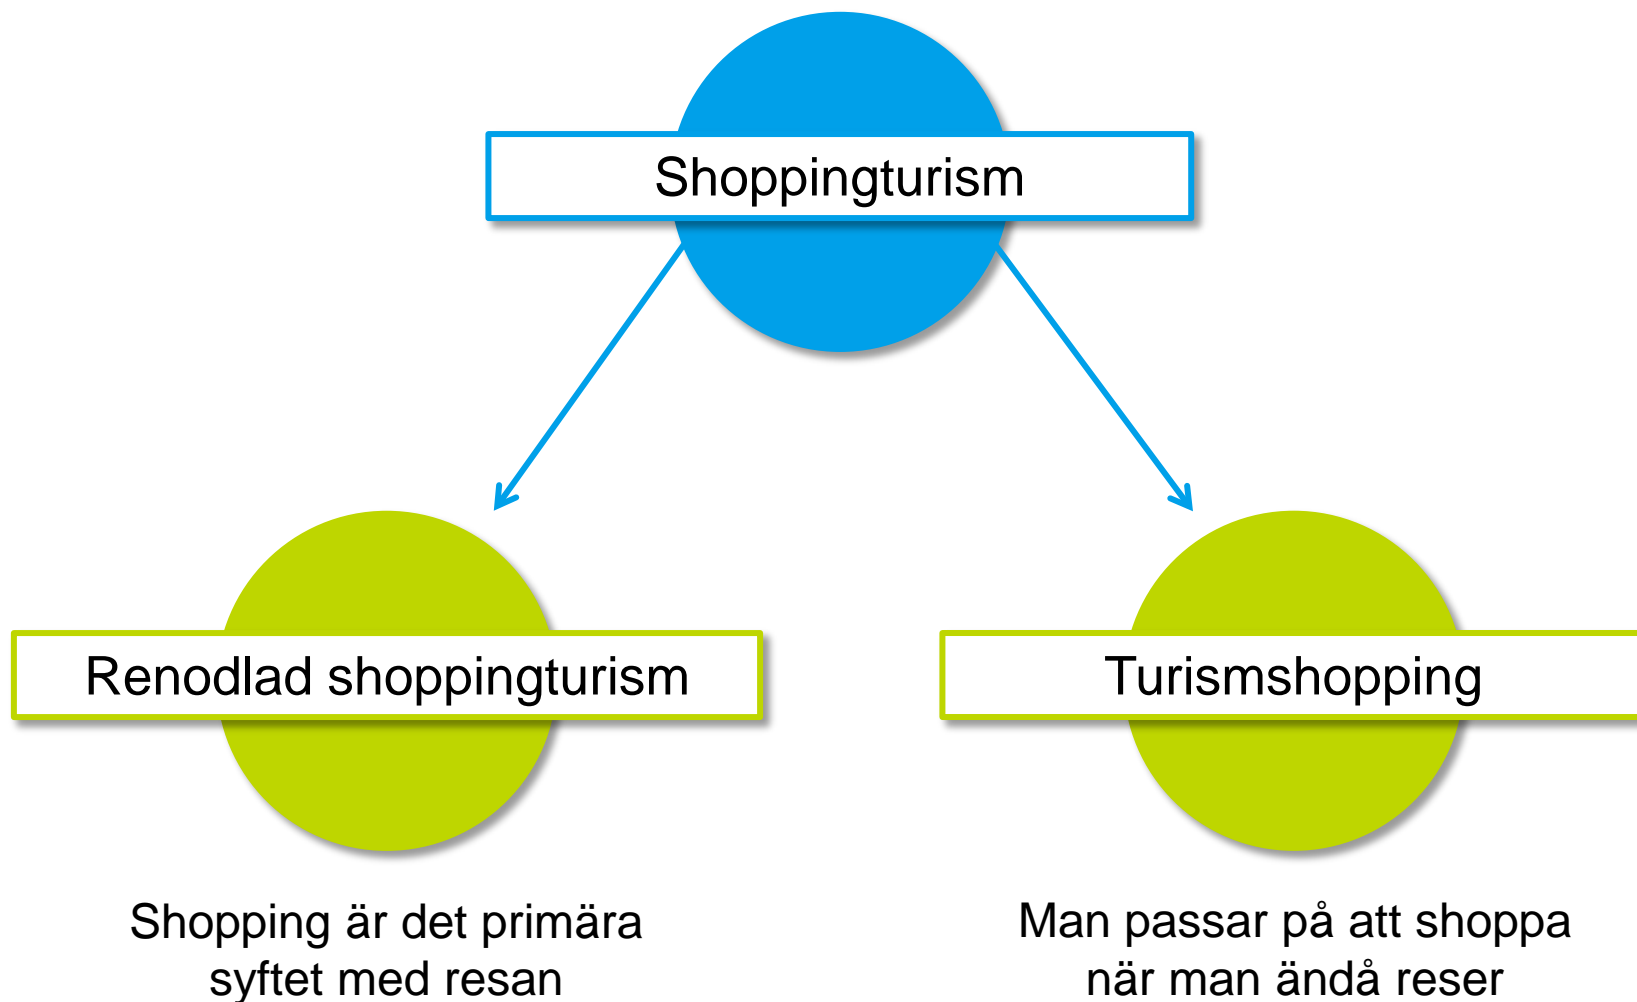 Shoppingturism
Renodlad shoppingturism
Turismshopping
Shopping är det primära
syftet med resan
Man passar på att shoppa
när man ändå reser